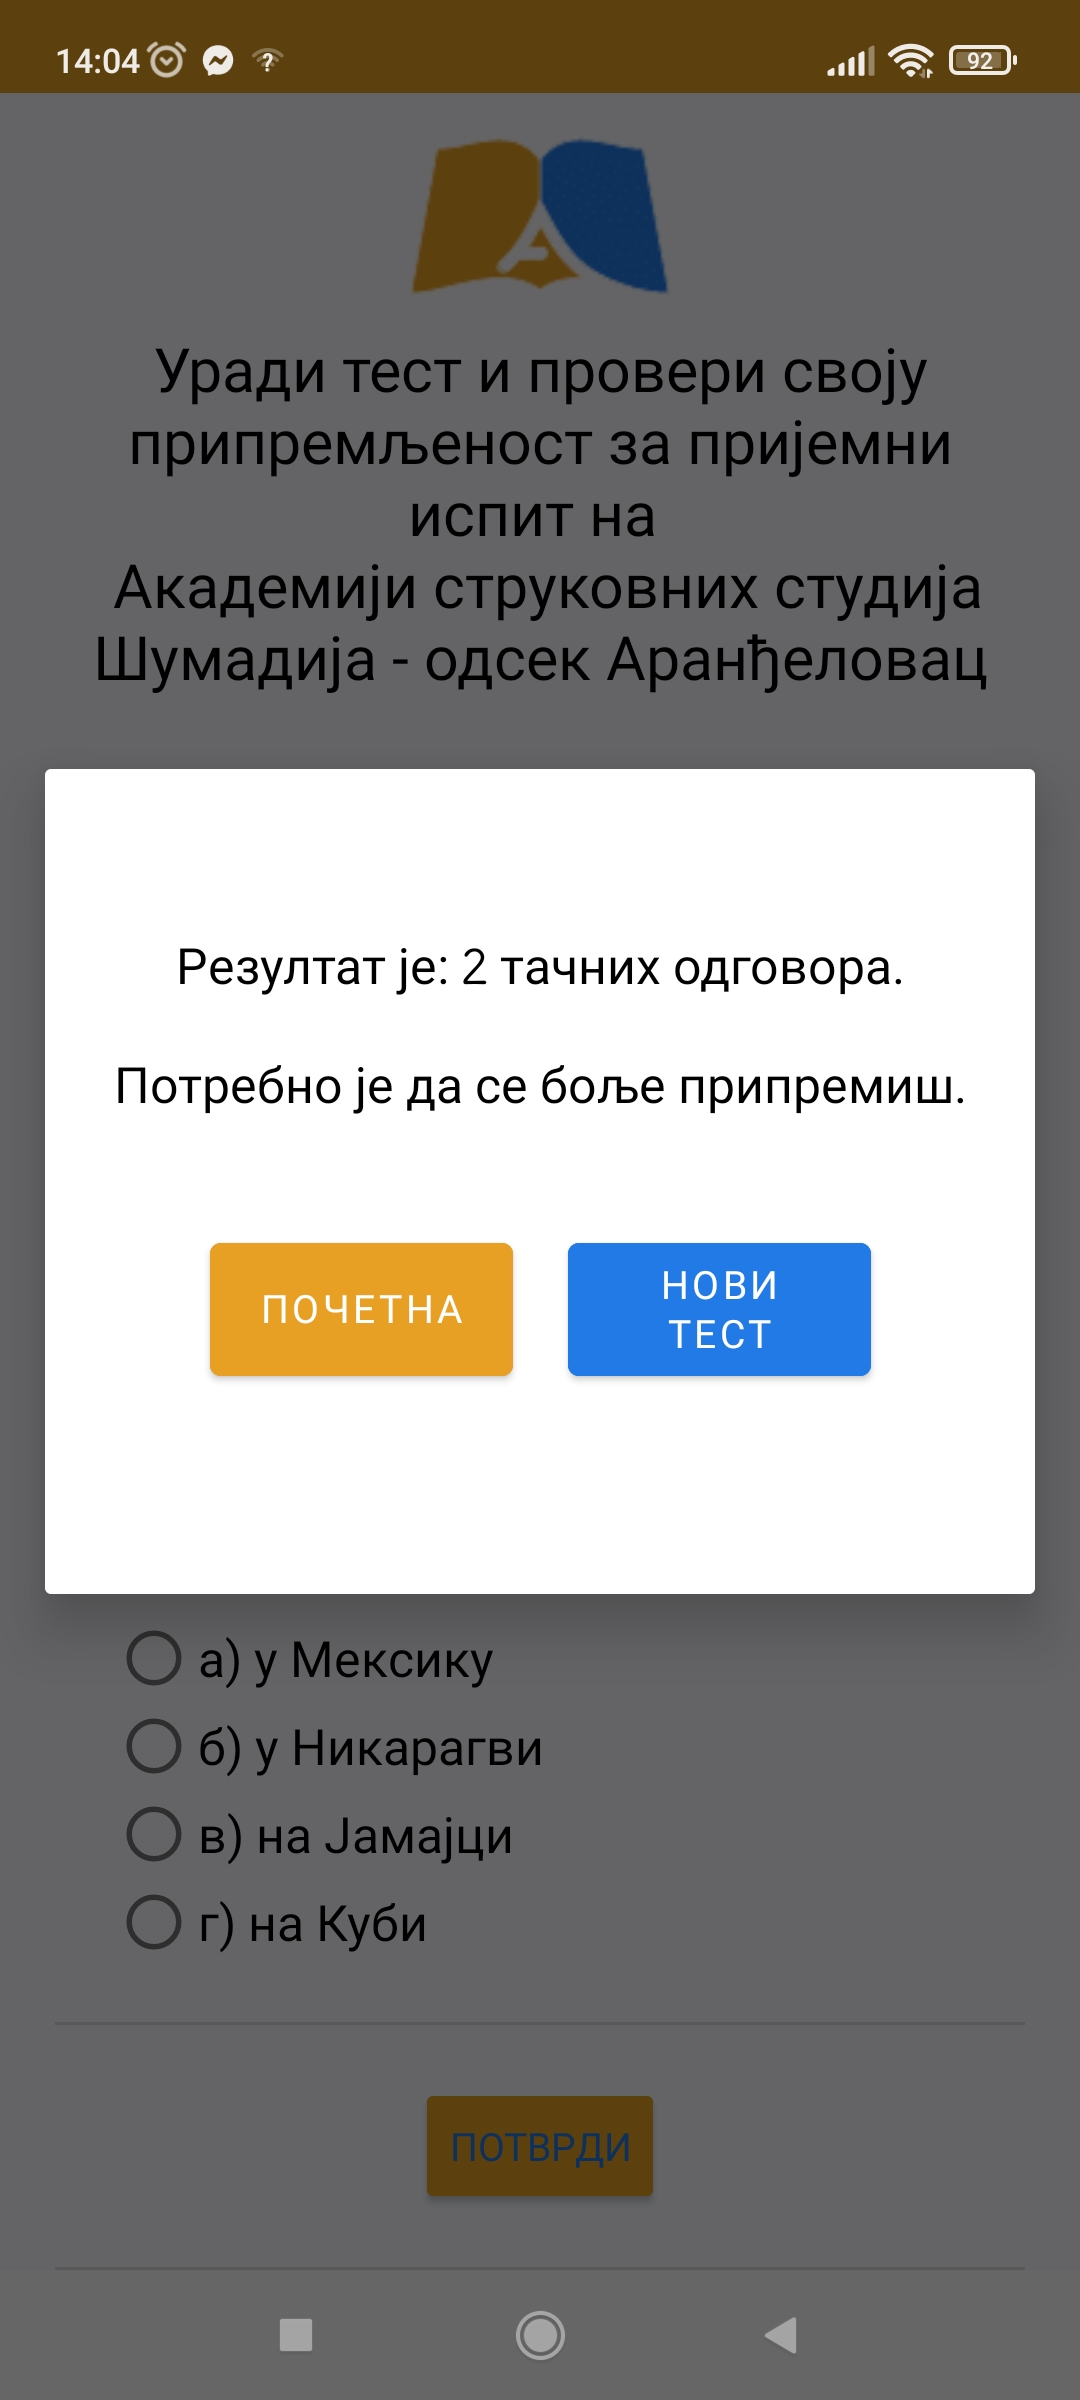 14:04
92
Уради тест и провери своју
припремљеност за пријемни
испит на
Академији струковних студија
Шумадија - одсек Аранђеловац
Резултат је: 2 тачних одговора.
Потребно је да се боље припремиш.
ПОЧЕТНА
НОВИ
ТЕСТ
а) у Мексику
б) у Никарагви
в) на Јамајци
г) на Куби
ПОТВРДИ